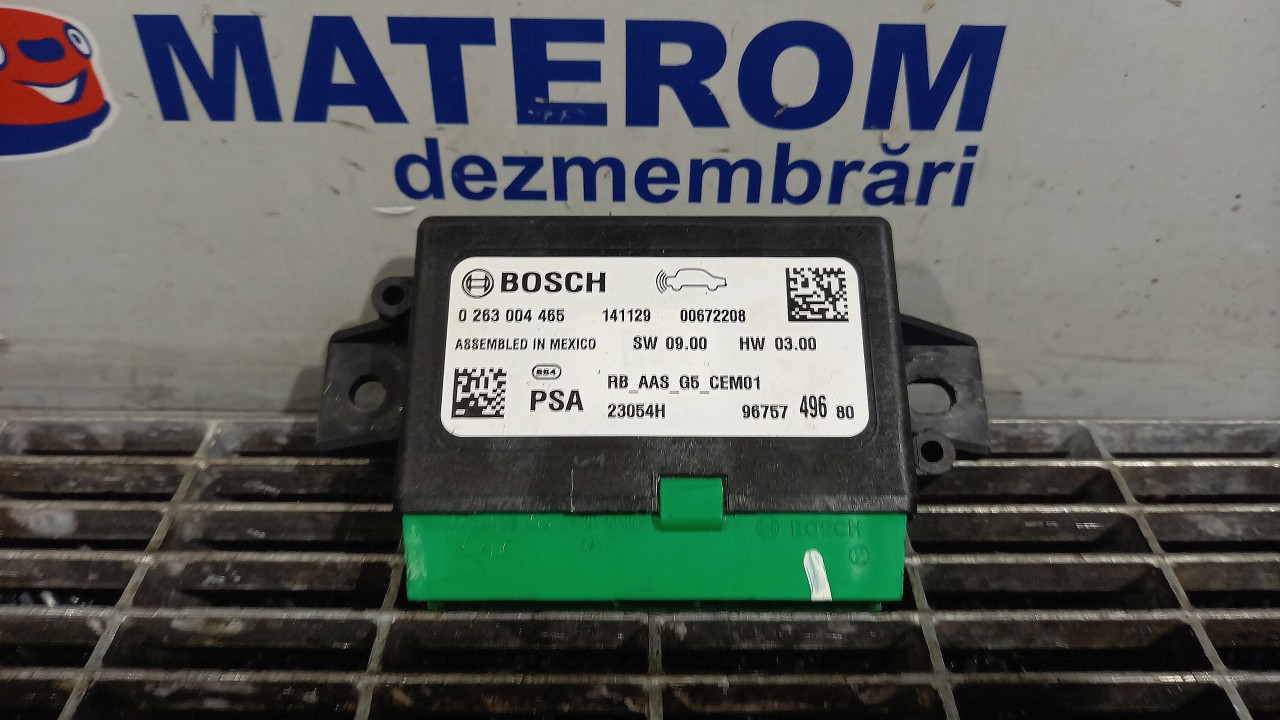 MATEROM
dezmembrări
BOSCH
0 263 004 465 141129 00672208
ASSEMBLED IN MEXICO SW 09.00 HW 03.00
RB_AAS_G5_CEM01
PSA 23054H 96757 496 80
BOSCH